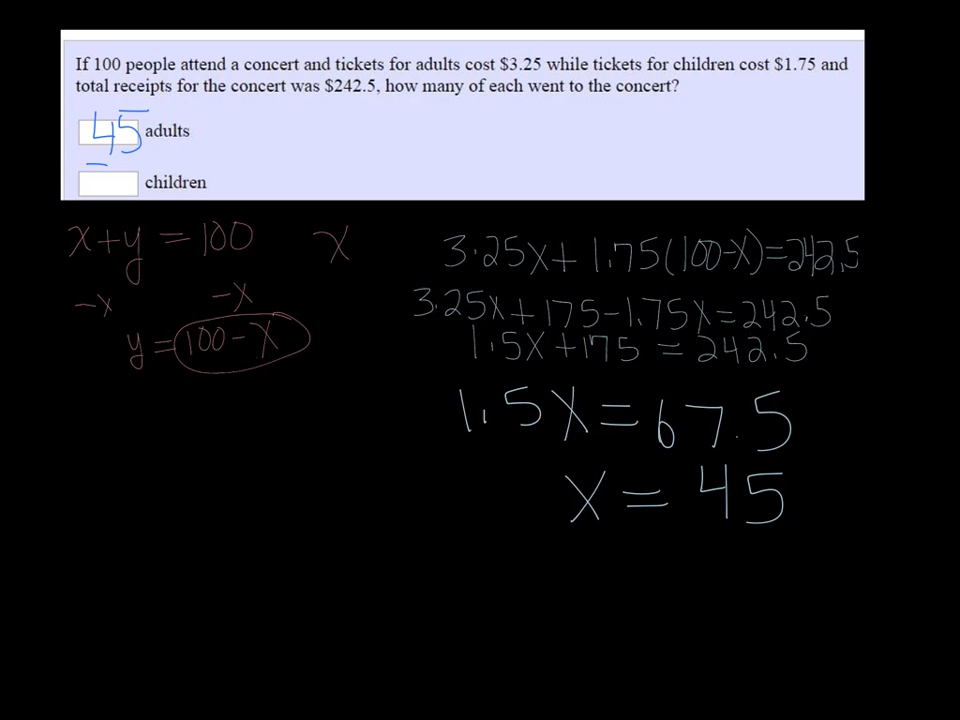 If 100 people attend a concert and tickets for adults cost $3.25 while tickets for children cost $1.75 and
total receipts for the concert was $242.5, how many of each went to the concert?
45 adults
children
x+y=100 x
-x -x
y=100-x
3.25x+1.75(100-x)=242.5
3.25x+175-1.75x=242.5
1.5x+175=242.5
1.5x=67.5
x=45